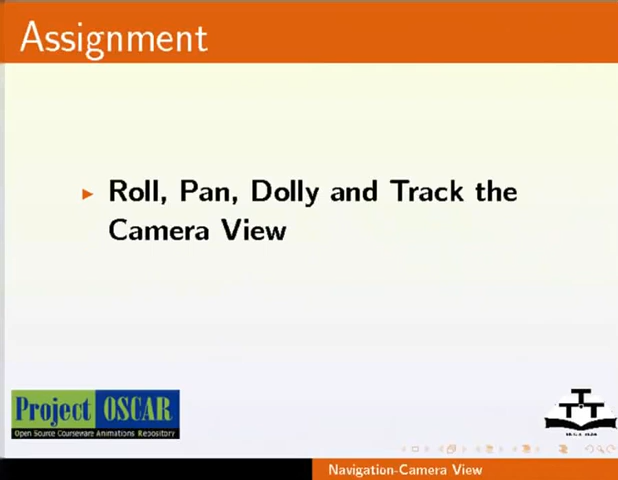 Assignment
Roll, Pan, Dolly and Track the
Camera View
Project OSCAR
Open Source Courseware Animations Repository
Navigation-Camera View